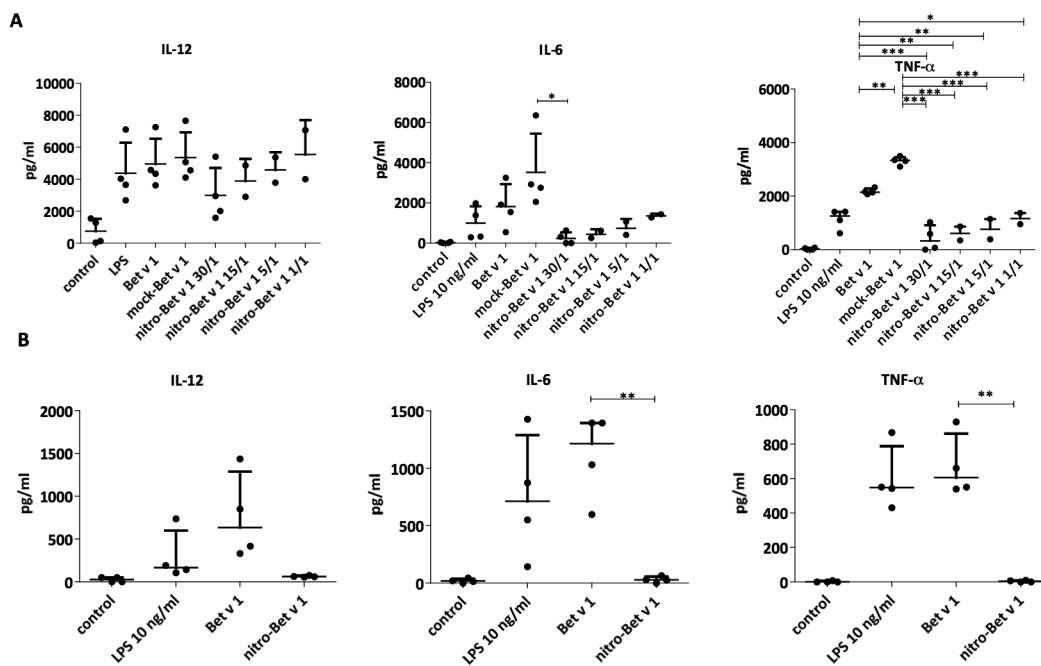 A
IL-12
pg/ml
10000
8000
6000
4000
2000
0
control
LPS
Bet v 1
mock-Bet v 1
nitro-Bet v 1 30/1
nitro-Bet v 1 15/1
nitro-Bet v 1 5/1
nitro-Bet v 1 1/1
IL-6
pg/ml
8000
6000
4000
2000
0
*
control
LPS 10 ng/ml
Bet v 1
mock-Bet v 1
nitro-Bet v 1 30/1
nitro-Bet v 1 15/1
nitro-Bet v 1 5/1
nitro-Bet v 1 1/1
*
**
**
***
TNF-α
***
***
**
***
***
pg/ml
6000
4000
2000
0
control
LPS 10 ng/ml
Bet v 1
mock-Bet v 1
nitro-Bet v 1 30/1
nitro-Bet v 1 15/1
nitro-Bet v 1 5/1
nitro-Bet v 1 1/1
B
IL-12
pg/ml
2000
1500
1000
500
0
control
LPS 10 ng/ml
Bet v 1
nitro-Bet v 1
IL-6
**
pg/ml
1500
1000
500
0
control
LPS 10 ng/ml
Bet v 1
nitro-Bet v 1
TNF-α
**
pg/ml
1000
800
600
400
200
0
control
LPS 10 ng/ml
Bet v 1
nitro-Bet v 1